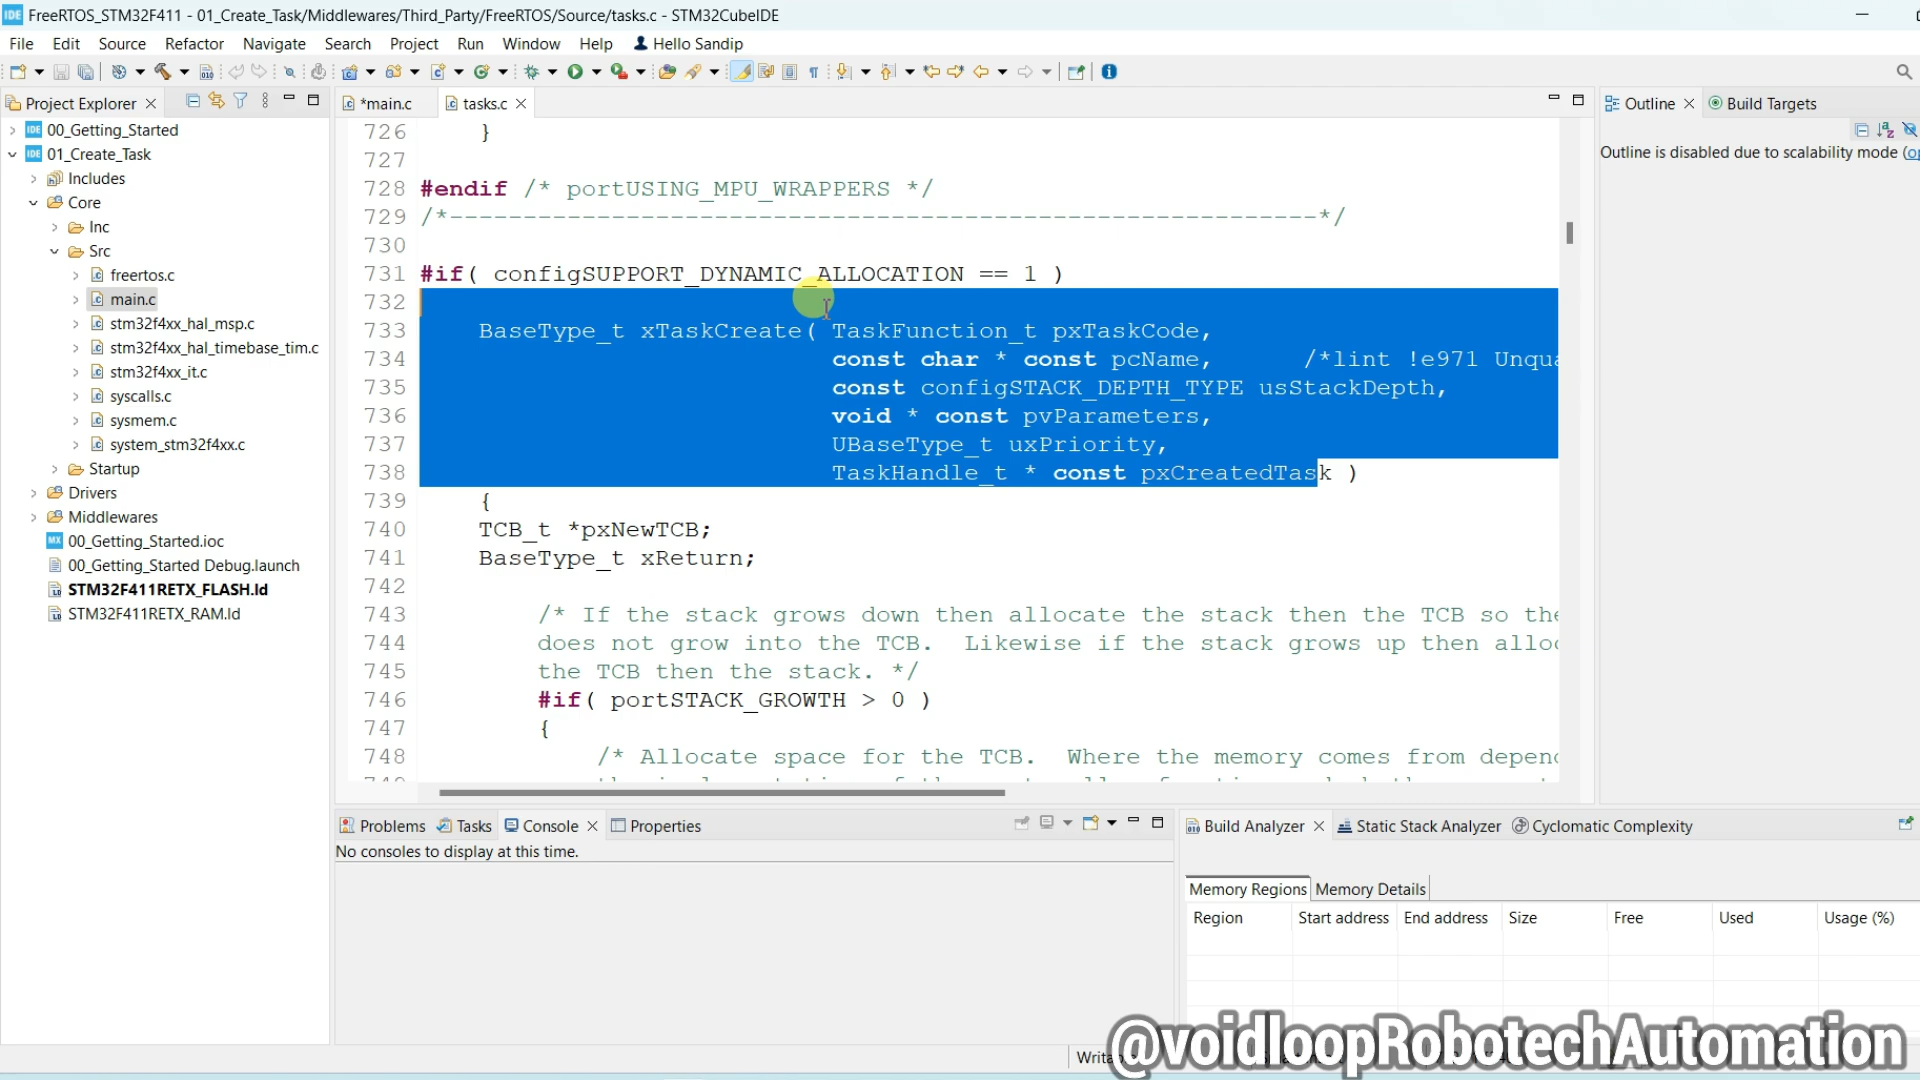 FreeRTOS_STM32F411 - 01_Create_Task/Middlewares/Third_Party/FreeRTOS/Source/tasks.c - STM32CubeIDE
File Edit Source Refactor Navigate Search Project Run Window Help Hello Sandip
Project Explorer
00_Getting_Started
01_Create_Task
Includes
Core
Inc
Src
freertos.c
main.c
stm32f4xx_hal_msp.c
stm32f4xx_hal_timebase_tim.c
stm32f4xx_it.c
syscalls.c
sysmem.c
system_stm32f4xx.c
Startup
Drivers
Middlewares
00_Getting_Started.ioc
00_Getting_Started Debug.launch
STM32F411RETX_FLASH.ld
STM32F411RETX_RAM.ld
*main.c tasks.c
726 }
727
728 #endif /* portUSING_MPU_WRAPPERS */
729 /*-----------------------------------------------------------*/
730
731 #if( configSUPPORT_DYNAMIC_ALLOCATION == 1 )
732
733 BaseType_t xTaskCreate( TaskFunction_t pxTaskCode,
734 const char * const pcName, /*lint !e971 Unqua
735 const configSTACK_DEPTH_TYPE usStackDepth,
736 void * const pvParameters,
737 UBaseType_t uxPriority,
738 TaskHandle_t * const pxCreatedTask )
739 {
740 TCB_t *pxNewTCB;
741 BaseType_t xReturn;
742
743 /* If the stack grows down then allocate the stack then the TCB so the
744 does not grow into the TCB. Likewise if the stack grows up then alloc
745 the TCB then the stack. */
746 #if( portSTACK_GROWTH > 0 )
747 {
748 /* Allocate space for the TCB. Where the memory comes from depend
Outline Build Targets
Outline is disabled due to scalability mode (op
Problems Tasks Console Properties
No consoles to display at this time.
Build Analyzer Static Stack Analyzer Cyclomatic Complexity
Memory Regions Memory Details
Region Start address End address Size Free Used Usage (%)
@voidloopRobotechAutomation